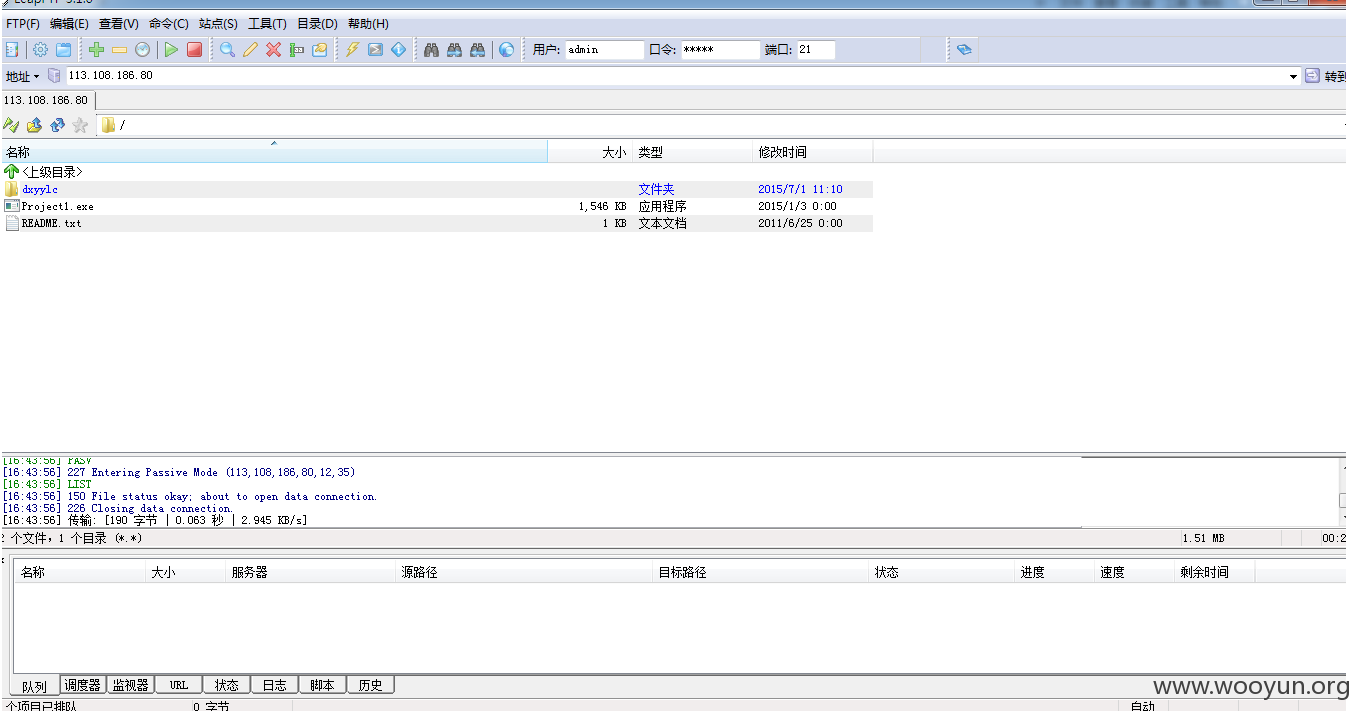 LeapFTP 3.1.0
FTP(F) 编辑(E) 查看(V) 命令(C) 站点(S) 工具(T) 目录(D) 帮助(H)
用户: admin 口令: ***** 端口: 21
地址 113.108.186.80 转到
113.108.186.80
/
名称 大小 类型 修改时间
<上级目录>
dxyylc 文件夹 2015/7/1 11:10
Project1.exe 1,546 KB 应用程序 2015/1/3 0:00
README.txt 1 KB 文本文档 2011/6/25 0:00
[16:43:56] PASV
[16:43:56] 227 Entering Passive Mode (113,108,186,80,12,35)
[16:43:56] LIST
[16:43:56] 150 File status okay; about to open data connection.
[16:43:56] 226 Closing data connection.
[16:43:56] 传输: [190 字节 | 0.063 秒 | 2.945 KB/s]
2 个文件，1 个目录 (*.*) 1.51 MB 00:2
名称 大小 服务器 源路径 目标路径 状态 进度 速度 剩余时间
队列 调度器 监视器 URL 状态 日志 脚本 历史
www.wooyun.org
个项目已排队 0 字节 自动